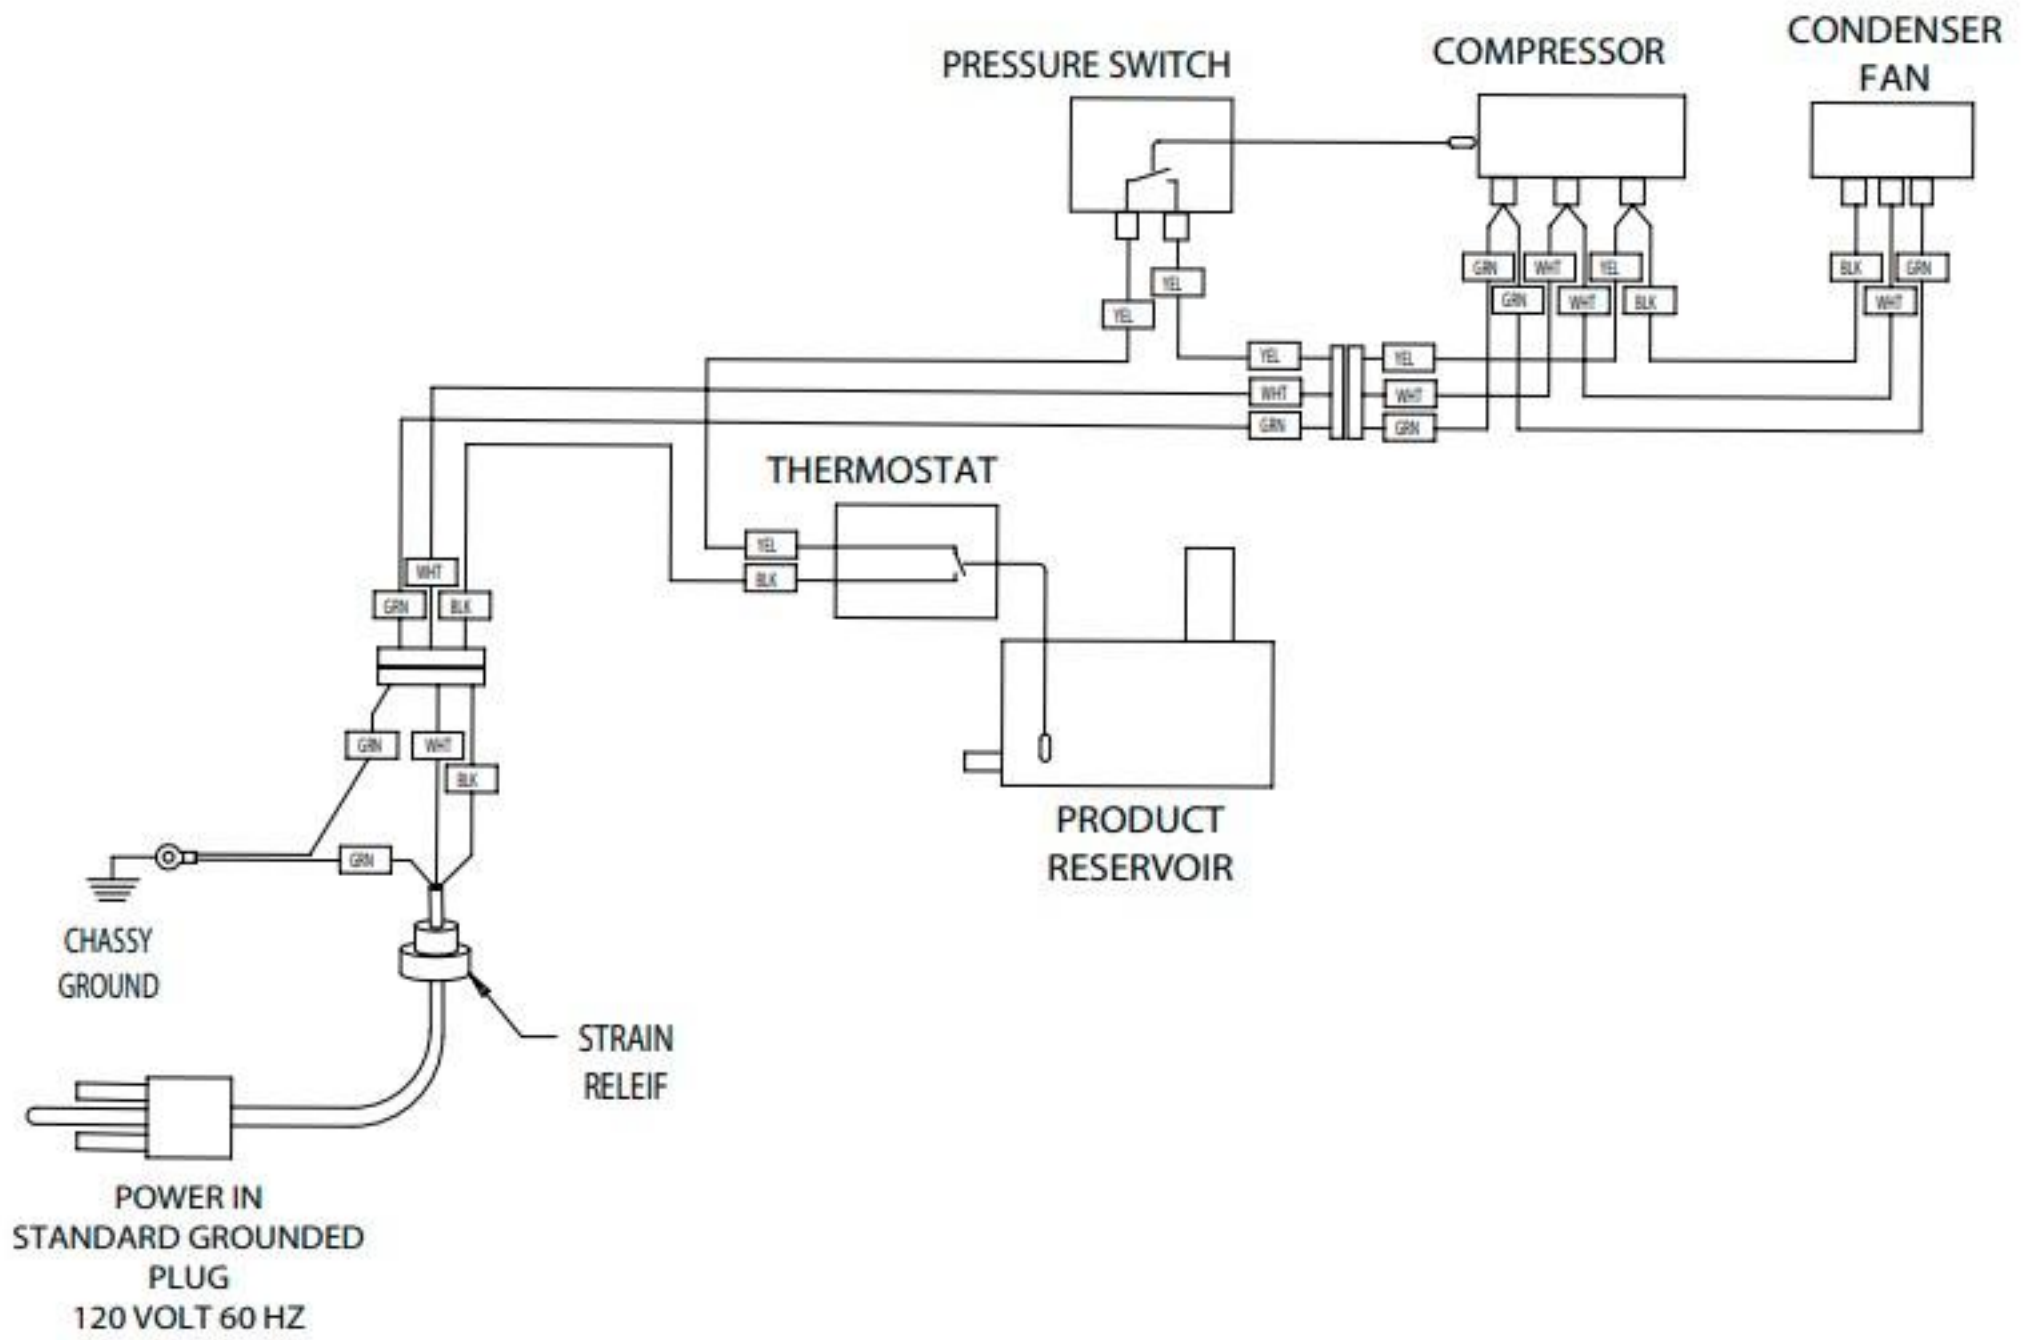 CONDENSER
FAN
COMPRESSOR
PRESSURE SWITCH
GRN
WHT
YEL
GRN
WHT
BLK
BLK
GRN
WHT
YEL
YEL
YEL
YEL
WHT
WHT
GRN
GRN
THERMOSTAT
YEL
BLK
WHT
GRN
BLK
GRN
WHT
BLK
GRN
PRODUCT
RESERVOIR
CHASSY
GROUND
STRAIN
RELEIF
POWER IN
STANDARD GROUNDED
PLUG
120 VOLT 60 HZ